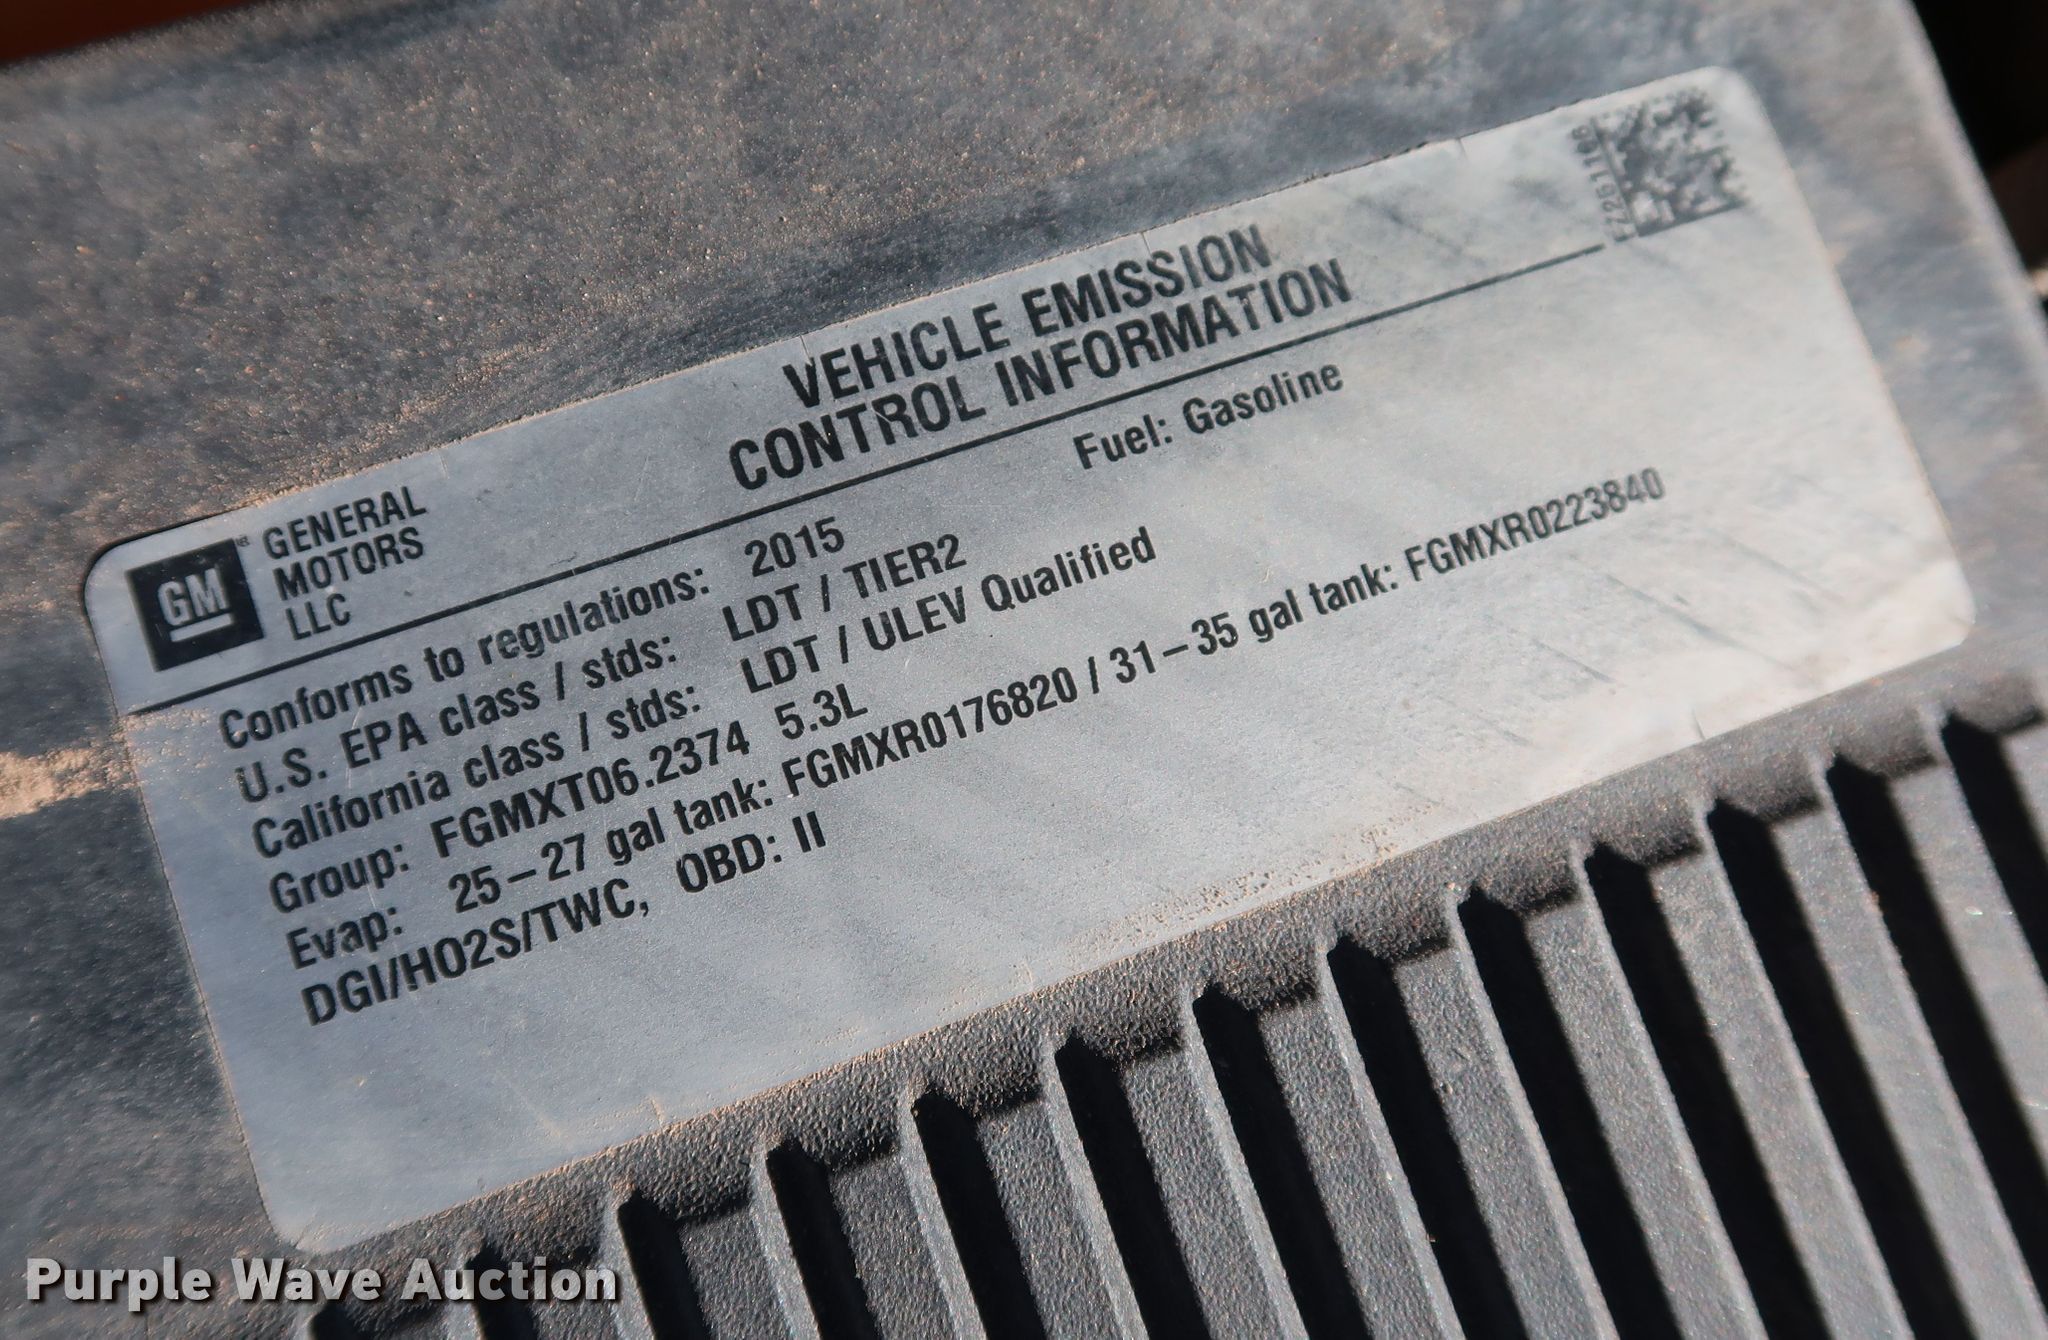 GM
GENERAL
MOTORS
LLC
VEHICLE EMISSION
CONTROL INFORMATION
Conforms to regulations: 2015 Fuel: Gasoline
U.S. EPA class / stds: LDT / TIER2
California class / stds: LDT / ULEV Qualified
Group: FGMXT06.2374 5.3L
Evap: 25–27 gal tank: FGMXR0176820 / 31–35 gal tank: FGMXR0223840
DGI/HO2S/TWC, OBD: II
Purple Wave Auction